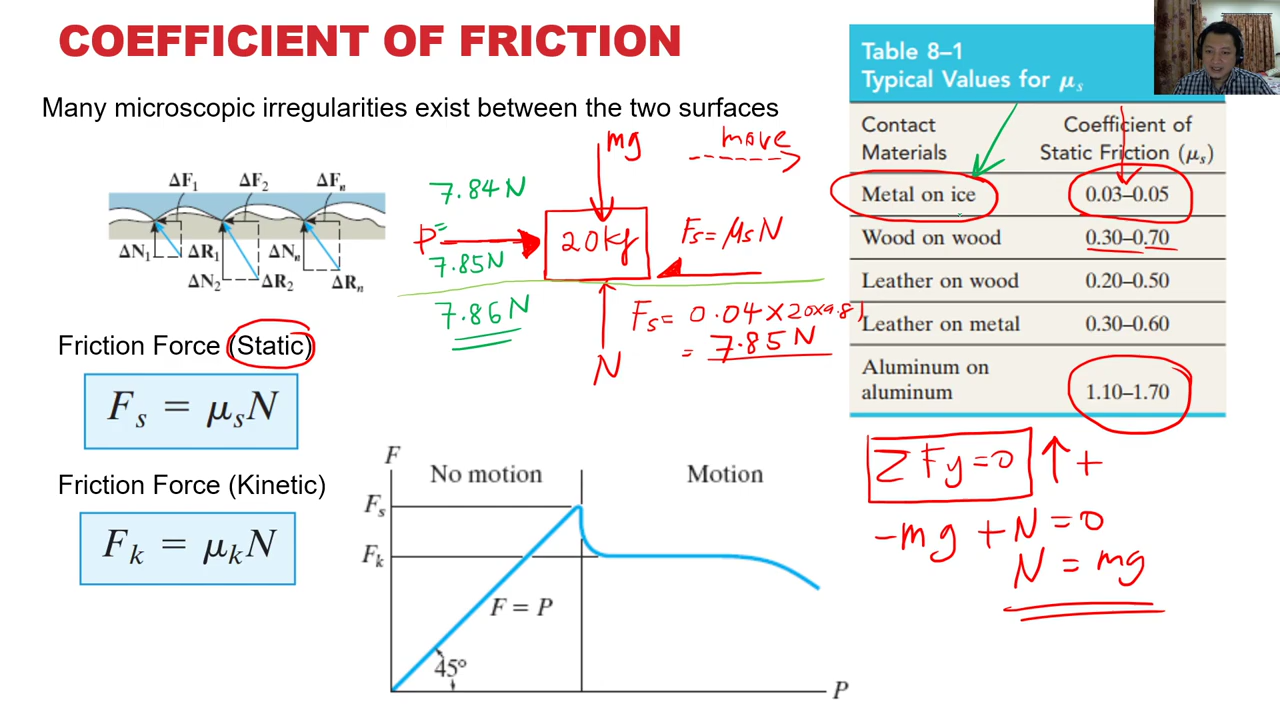 COEFFICIENT OF FRICTION
Many microscopic irregularities exist between the two surfaces
ΔF₁ ΔF₂ ΔFₙ
ΔN₁ ΔR₁ ΔNₙ
ΔN₂ ΔR₂ ΔRₙ
mg
move
7.84 N
P =
20kg
Fs = μsN
7.85 N
7.86 N
N
Fs = 0.04 × 20×9.81
= 7.85 N
Friction Force (Static)
Fₛ = μₛN
Friction Force (Kinetic)
Fₖ = μₖN
F
No motion
Motion
Fₛ
Fₖ
F = P
45°
P
Table 8–1
Typical Values for μₛ
Contact Materials
Coefficient of Static Friction (μₛ)
Metal on ice 0.03–0.05
Wood on wood 0.30–0.70
Leather on wood 0.20–0.50
Leather on metal 0.30–0.60
Aluminum on aluminum 1.10–1.70
ΣFy=0 ↑+
-mg + N = 0
N = mg